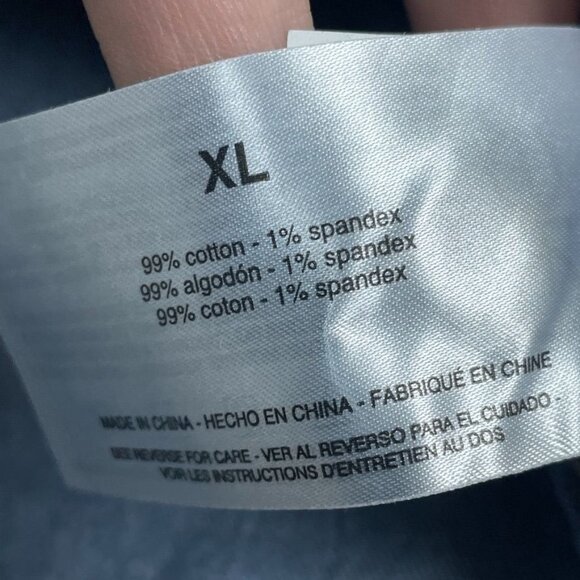 XL
99% cotton - 1% spandex
99% algodón - 1% spandex
99% coton - 1% spandex
MADE IN CHINA - HECHO EN CHINA - FABRIQUÉ EN CHINE
SEE REVERSE FOR CARE - VER AL REVERSO PARA EL CUIDADO -
VOIR LES INSTRUCTIONS D'ENTRETIEN AU DOS